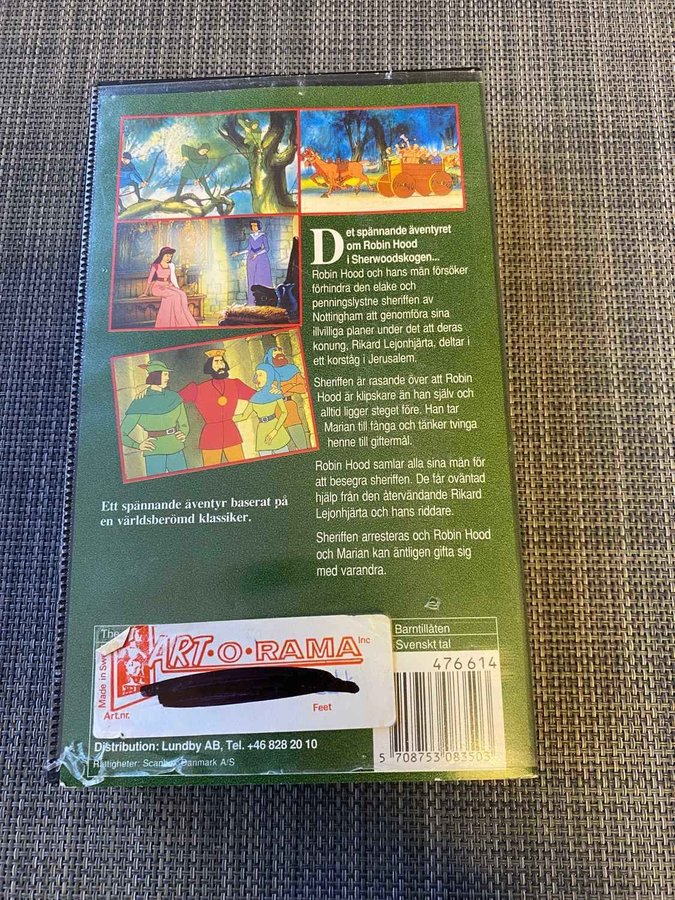 Det spännande äventyret
om Robin Hood
i Sherwoodskogen...
Robin Hood och hans män försöker
förhindra den elake och
penningslystne sheriffen av
Nottingham att genomföra sina
illvilliga planer under det att deras
konung, Rikard Lejonhjärta, deltar i
ett korståg i Jerusalem.
Sheriffen är rasande över att Robin
Hood är klipskare än han själv och
alltid ligger steget före. Han tar
Marian till fånga och tänker tvinga
henne till giftermål.
Robin Hood samlar alla sina män för
att besegra sheriffen. De får oväntad
hjälp från den återvändande Rikard
Lejonhjärta och hans riddare.
Sheriffen arresteras och Robin Hood
och Marian kan äntligen gifta sig
med varandra.
Ett spännande äventyr baserat på
en världsberömd klassiker.
The
Made in Swe
ART·O·RAMA Inc
Art.nr.
Feet
Barntillåten
Svenskt tal
476 614
5 708753 083503
Distribution: Lundby AB, Tel. +46 828 20 10
Rättigheter: Danmark A/S